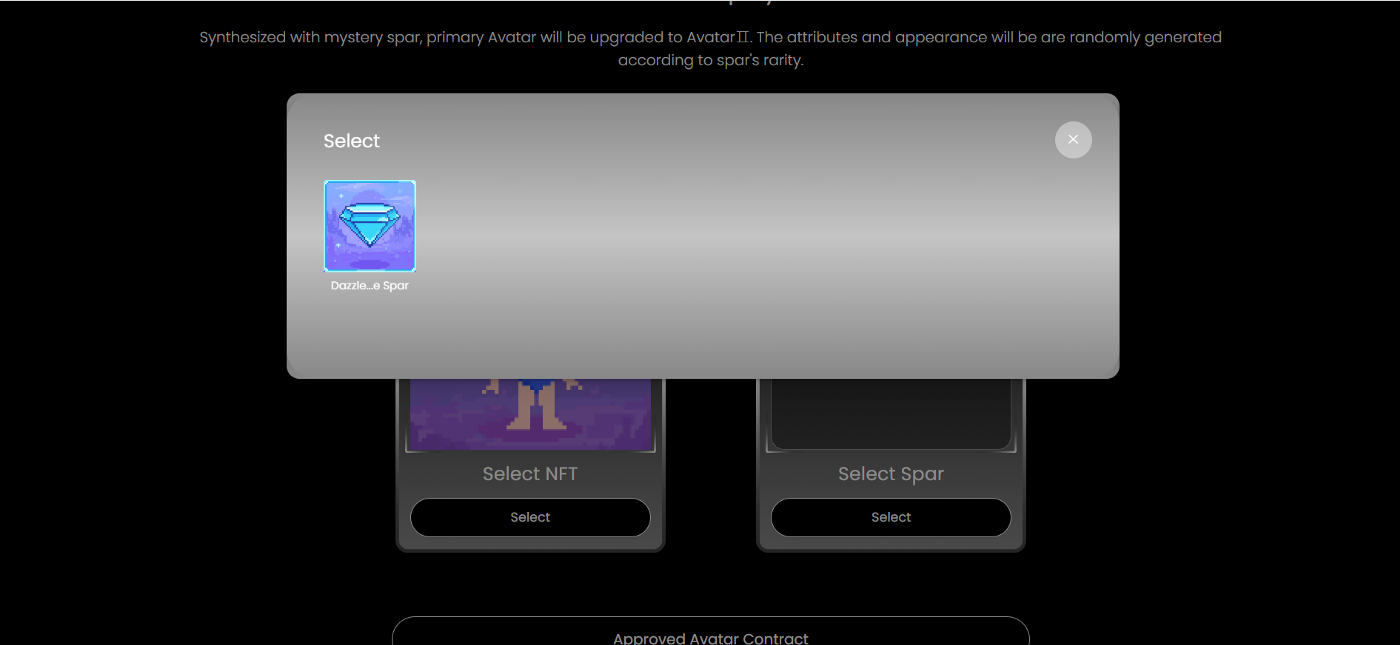 Synthesized with mystery spar, primary Avatar will be upgraded to AvatarⅡ. The attributes and appearance will be are randomly generated
according to spar's rarity.
Select
×
Dazzle...e Spar
Select NFT
Select Spar
Select
Select
Approved Avatar Contract